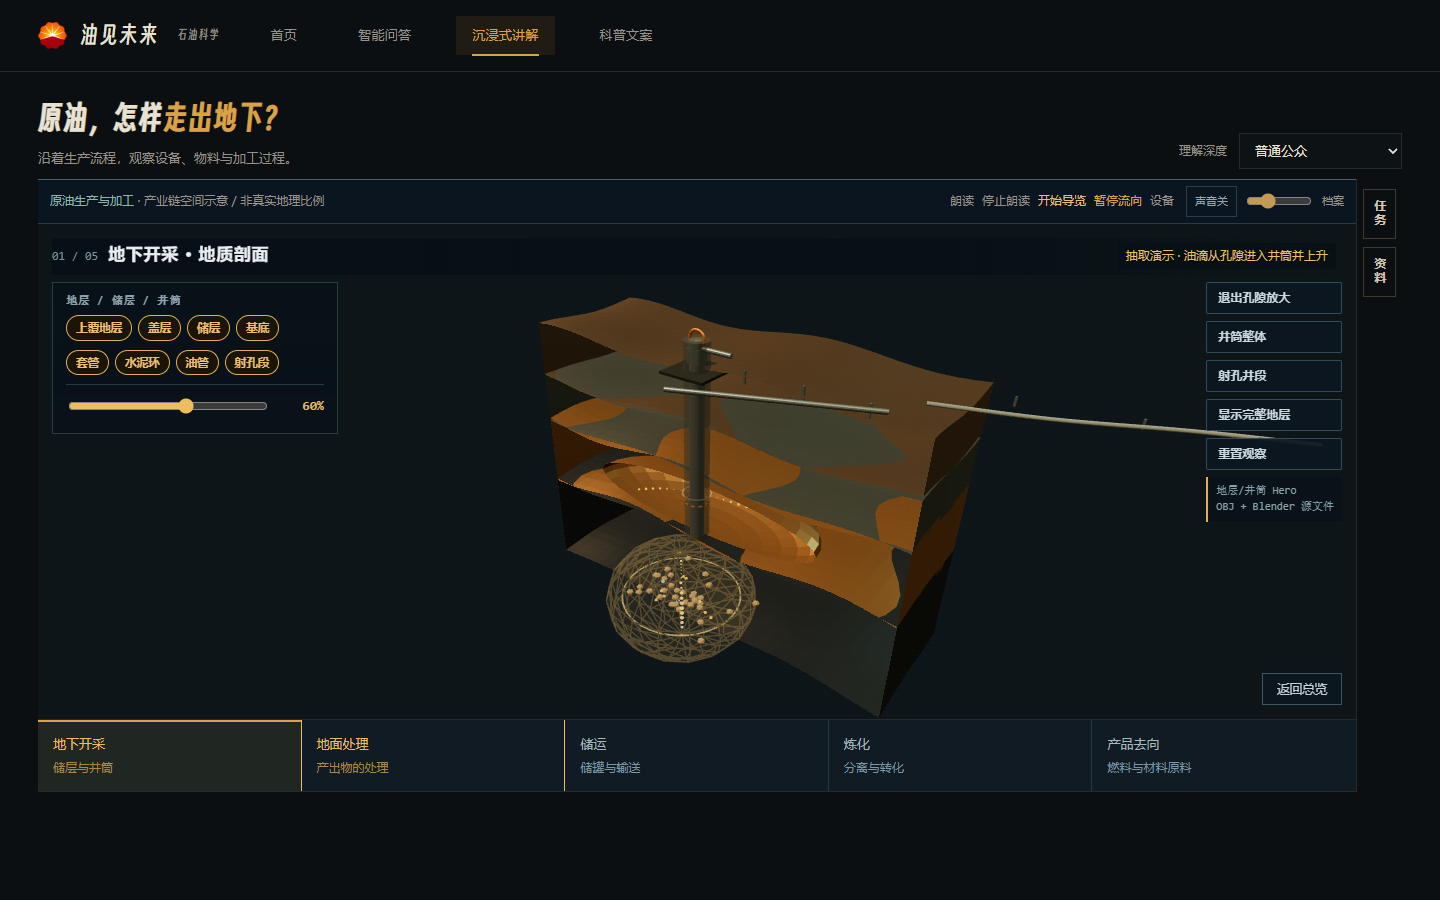 油见未来 石油科学 首页 智能问答 沉浸式讲解 科普文案
原油，怎样走出地下？
沿着生产流程，观察设备、物料与加工过程。
理解深度 普通公众
原油生产与加工 · 产业链空间示意 / 非真实地理比例
朗读 停止朗读 开始导览 暂停流向 设备 声音关 档案
任务
资料
01 / 05 地下开采 • 地质剖面
抽取演示 · 油滴从孔隙进入井筒并上升
地层 / 储层 / 井筒
上覆地层 盖层 储层 基底
套管 水泥环 油管 射孔段
60%
退出孔隙放大
井筒整体
射孔井段
显示完整地层
重置观察
地层/井筒 Hero
OBJ + Blender 源文件
返回总览
地下开采
储层与井筒
地面处理
产出物的处理
储运
储罐与输送
炼化
分离与转化
产品去向
燃料与材料原料